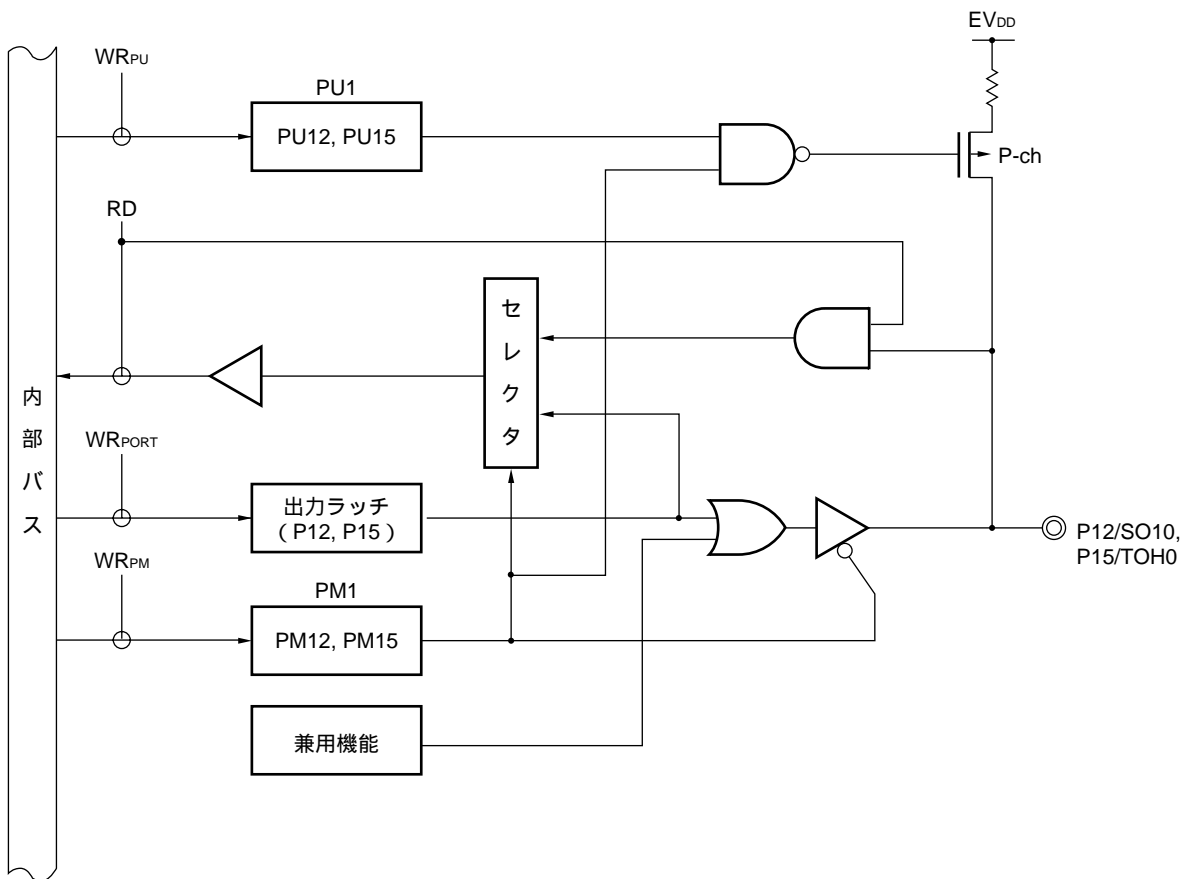 EVDD
WRPU
PU1
PU12, PU15
P-ch
RD
セレクタ
内部バス
WRPORT
出力ラッチ
（P12, P15）
P12/SO10,
P15/TOH0
WRPM
PM1
PM12, PM15
兼用機能